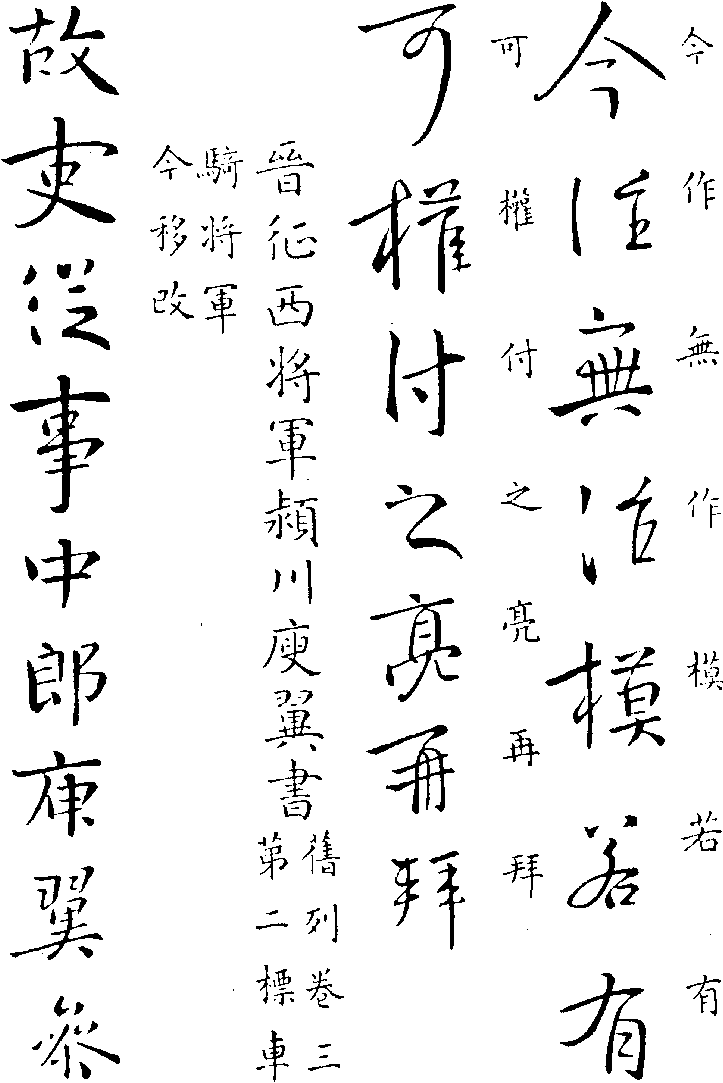 今作無作模若有
今作無作模若有
可權付之亮再拜
可權付之亮再拜
晉征西將軍潁川庾翼書
舊列卷三
第二標車
騎將軍
今移改
故吏從事中郎庾翼參